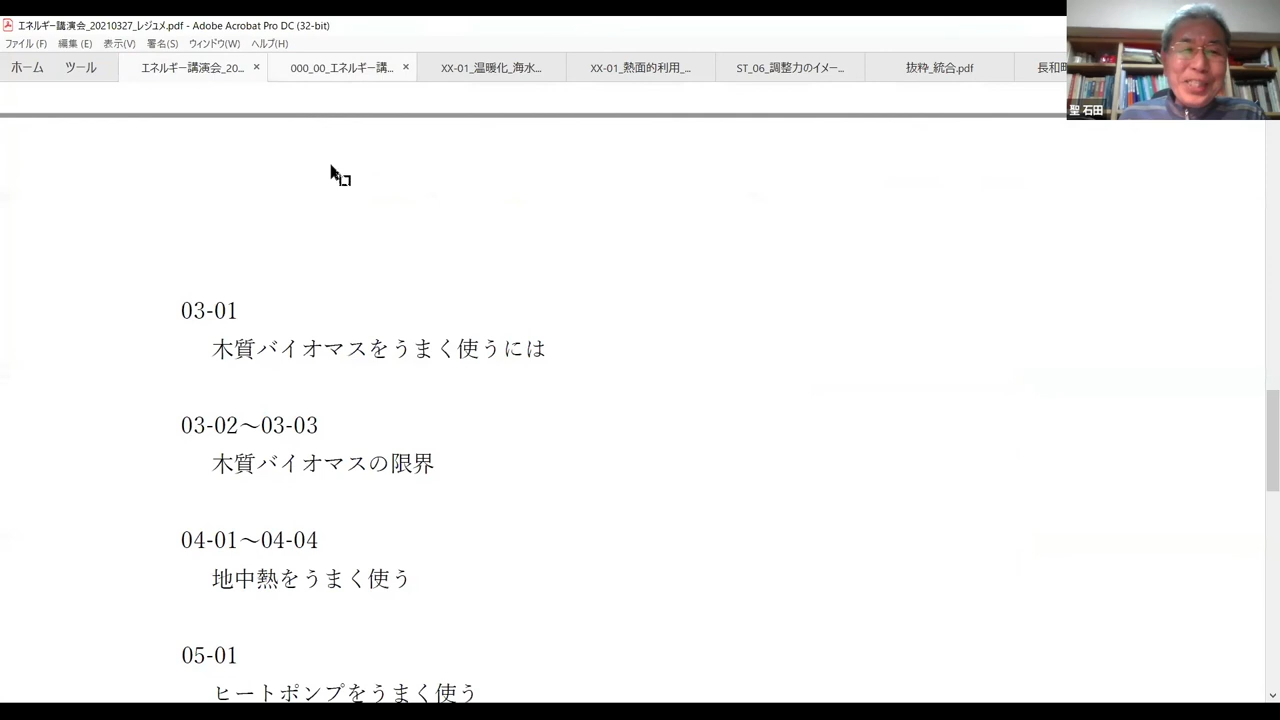 エネルギー講演会_20210327_レジュメ.pdf - Adobe Acrobat Pro DC (32-bit)
ファイル(F) 編集(E) 表示(V) 署名(S) ウィンドウ(W) ヘルプ(H)
ホーム ツール エネルギー講演会_20... × 000_00_エネルギー講... × XX-01_温暖化_海水... XX-01_熱面的利用_... ST_06_調整力のイメー... 抜粋_統合.pdf 長和町
聖 石田
03-01
木質バイオマスをうまく使うには
03-02～03-03
木質バイオマスの限界
04-01～04-04
地中熱をうまく使う
05-01
ヒートポンプをうまく使う